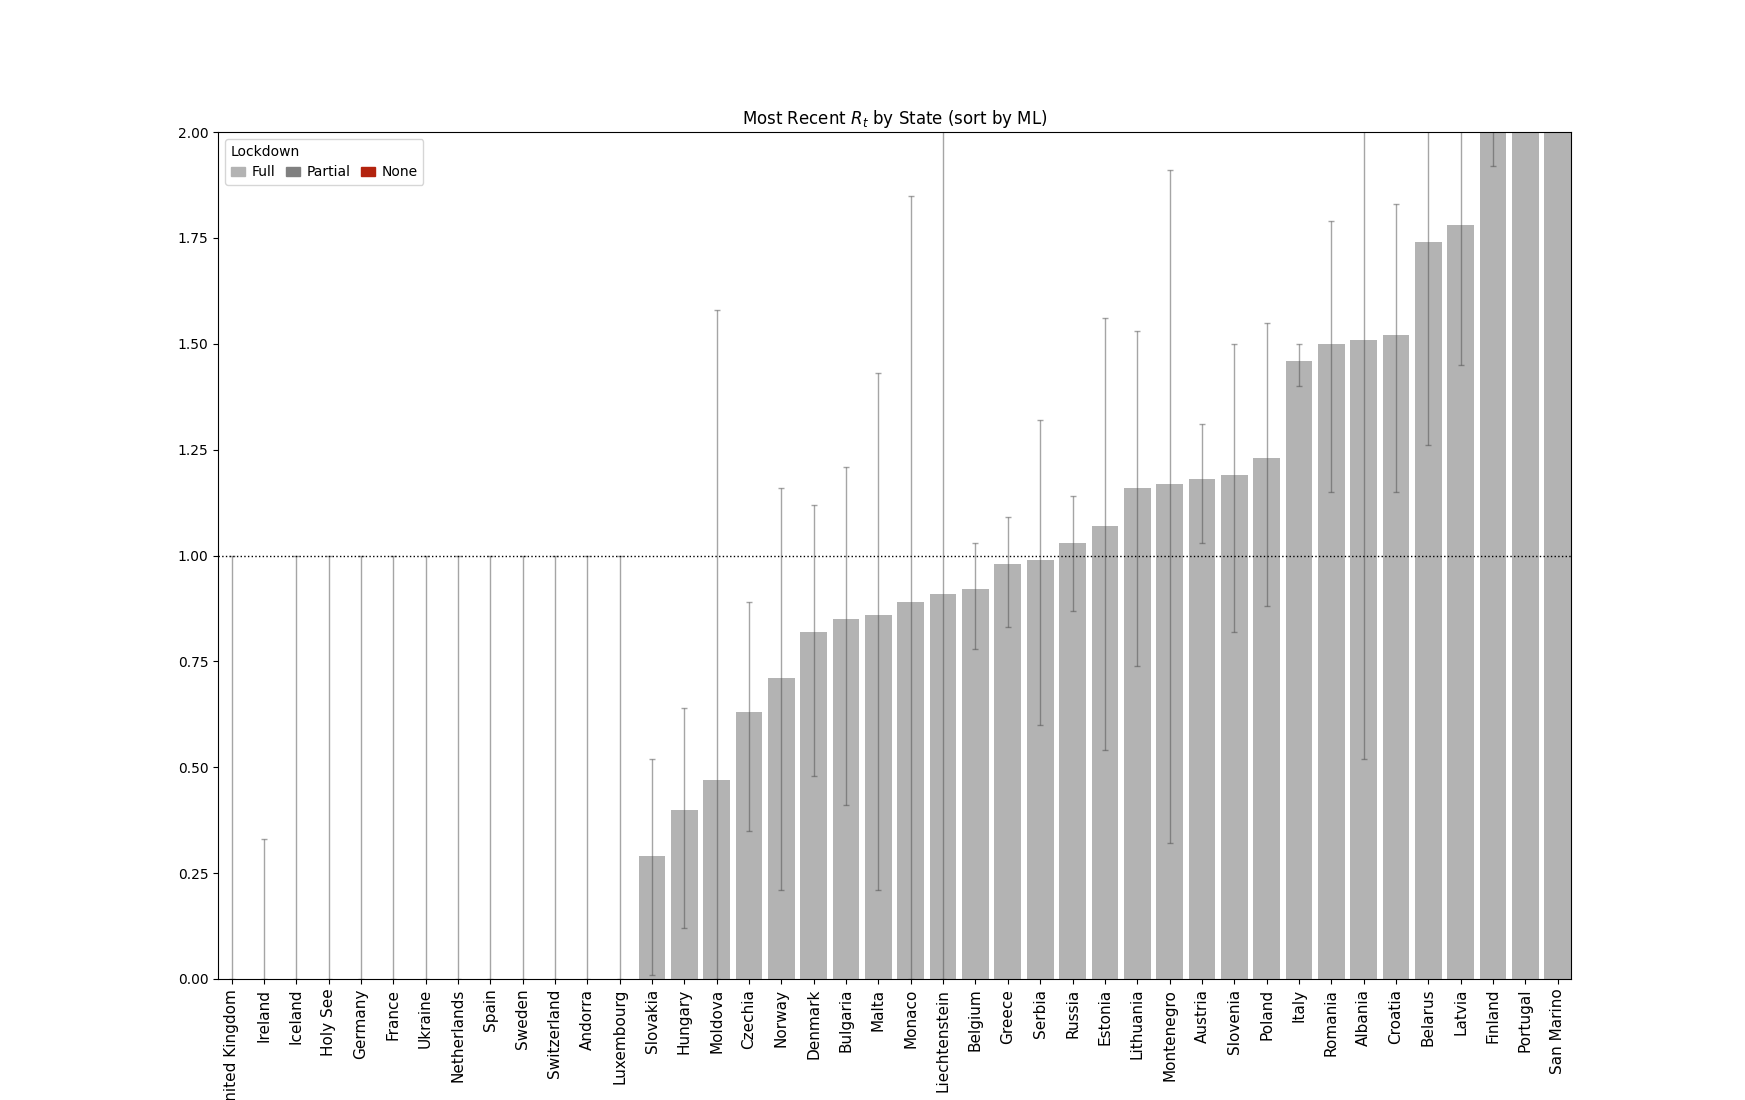 Most Recent Rt by State (sort by ML)
Lockdown
Full Partial None
2.00
1.75
1.50
1.25
1.00
0.75
0.50
0.25
0.00
nited Kingdom
Ireland
Iceland
Holy See
Germany
France
Ukraine
Netherlands
Spain
Sweden
Switzerland
Andorra
Luxembourg
Slovakia
Hungary
Moldova
Czechia
Norway
Denmark
Bulgaria
Malta
Monaco
Liechtenstein
Belgium
Greece
Serbia
Russia
Estonia
Lithuania
Montenegro
Austria
Slovenia
Poland
Italy
Romania
Albania
Croatia
Belarus
Latvia
Finland
Portugal
San Marino